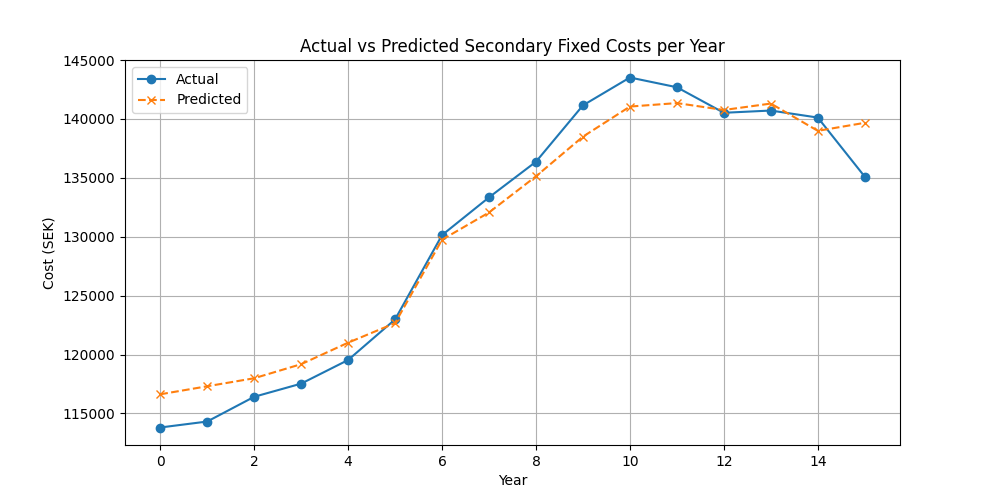 Actual vs Predicted Secondary Fixed Costs per Year
Actual
Predicted
Cost (SEK)
145000
140000
135000
130000
125000
120000
115000
0 2 4 6 8 10 12 14
Year